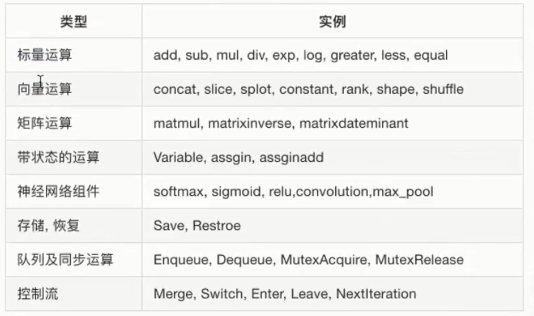 类型 实例
标量运算 add, sub, mul, div, exp, log, greater, less, equal
向量运算 concat, slice, splot, constant, rank, shape, shuffle
矩阵运算 matmul, matrixinverse, matrixdateminant
带状态的运算 Variable, assgin, assginadd
神经网络组件 softmax, sigmoid, relu,convolution,max_pool
存储, 恢复 Save, Restroe
队列及同步运算 Enqueue, Dequeue, MutexAcquire, MutexRelease
控制流 Merge, Switch, Enter, Leave, NextIteration